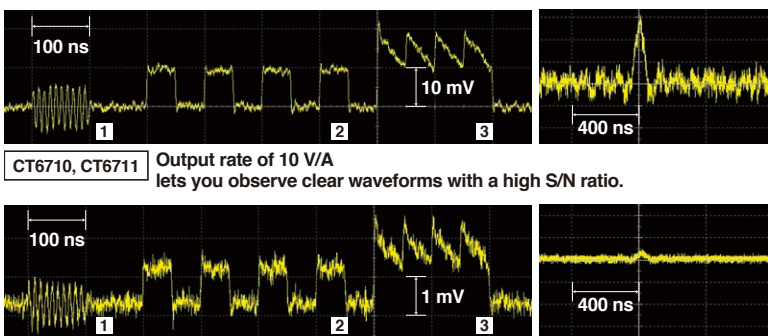 100 ns
10 mV
1
2
3
400 ns
CT6710, CT6711
Output rate of 10 V/A
lets you observe clear waveforms with a high S/N ratio.
100 ns
1 mV
1
2
3
400 ns